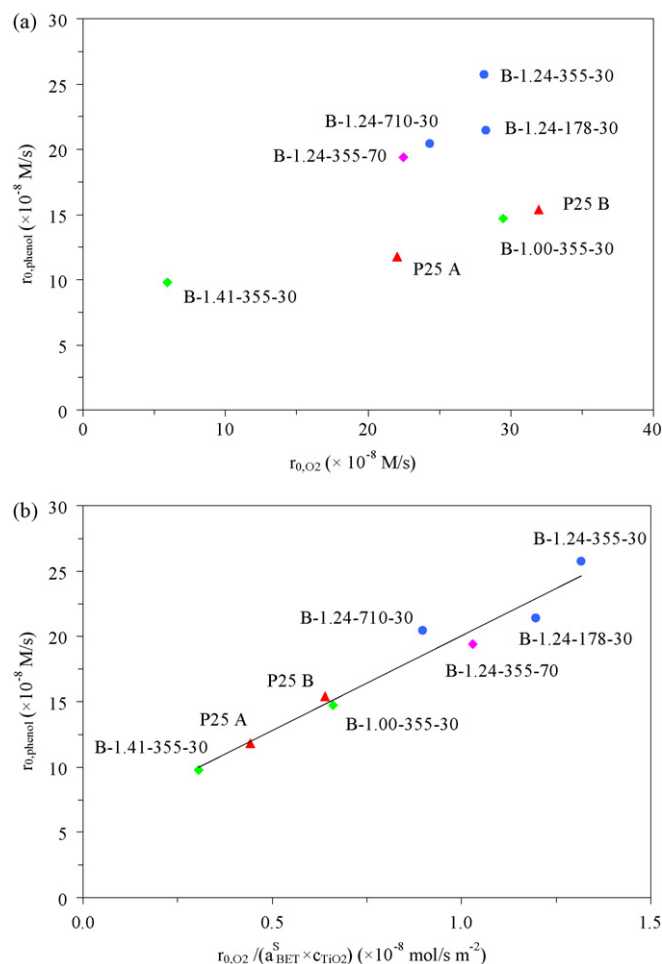 (a)
30
25
20
15
10
5
0
r0,phenol (×10⁻⁸ M/s)
B-1.24-355-30
B-1.24-710-30
B-1.24-178-30
B-1.24-355-70
P25 B
B-1.00-355-30
P25 A
B-1.41-355-30
0 10 20 30 40
r0,O2 (× 10⁻⁸ M/s)
(b)
30
25
20
15
10
5
0
r0,phenol (×10⁻⁸ M/s)
B-1.24-355-30
B-1.24-710-30
B-1.24-178-30
B-1.24-355-70
P25 B
B-1.00-355-30
P25 A
B-1.41-355-30
0.0 0.5 1.0 1.5
r0,O2 /(aˢBET×cTiO2) (×10⁻⁸ mol/s m⁻²)